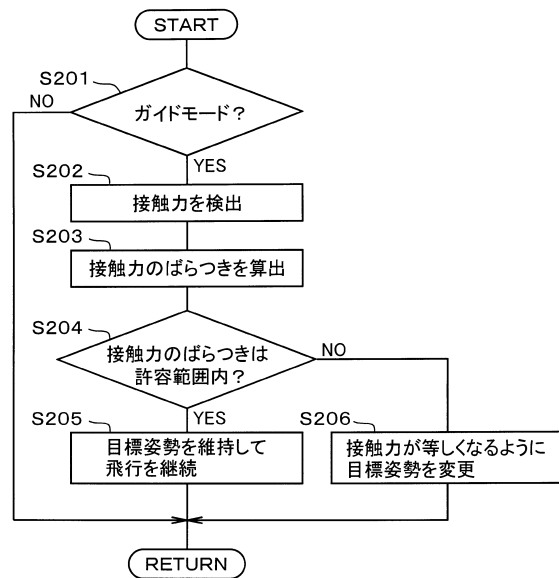 START
S201
NO
ガイドモード?
YES
S202
接触力を検出
S203
接触力のばらつきを算出
S204
接触力のばらつきは
許容範囲内?
NO
YES
S205
目標姿勢を維持して
飛行を継続
S206
接触力が等しくなるように
目標姿勢を変更
RETURN